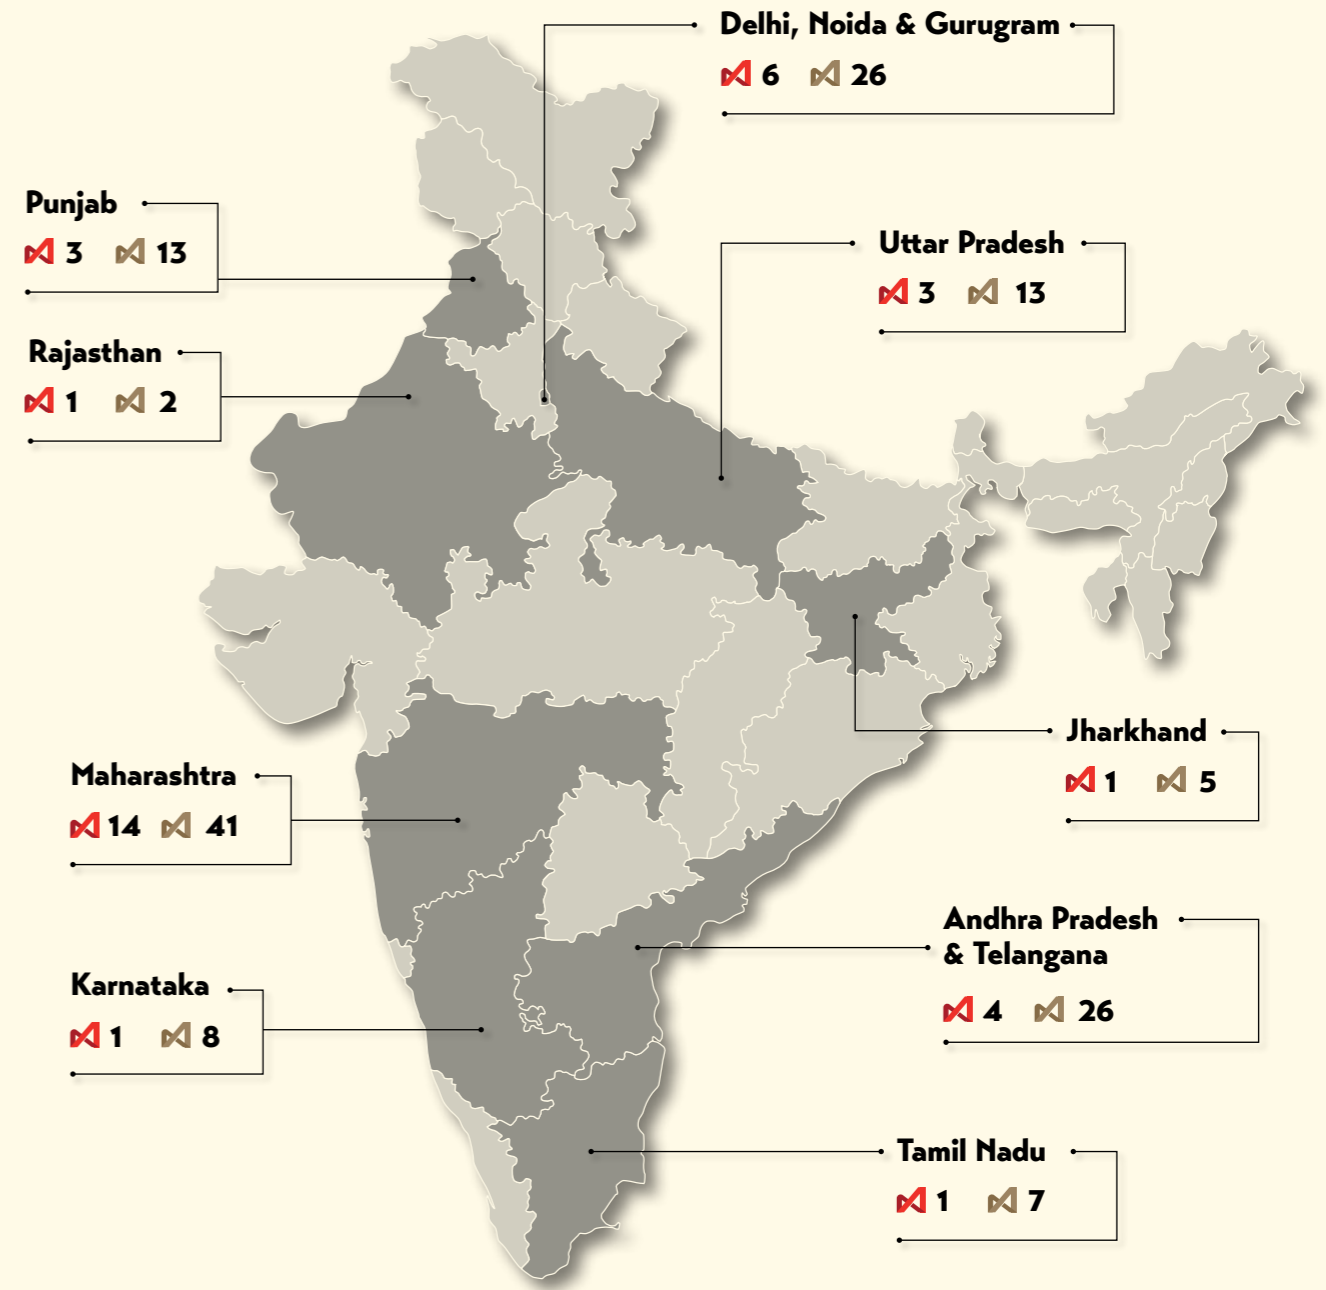 Delhi, Noida & Gurugram
6 26
Punjab
3 13
Uttar Pradesh
3 13
Rajasthan
1 2
Jharkhand
1 5
Maharashtra
14 41
Andhra Pradesh
& Telangana
4 26
Karnataka
1 8
Tamil Nadu
1 7